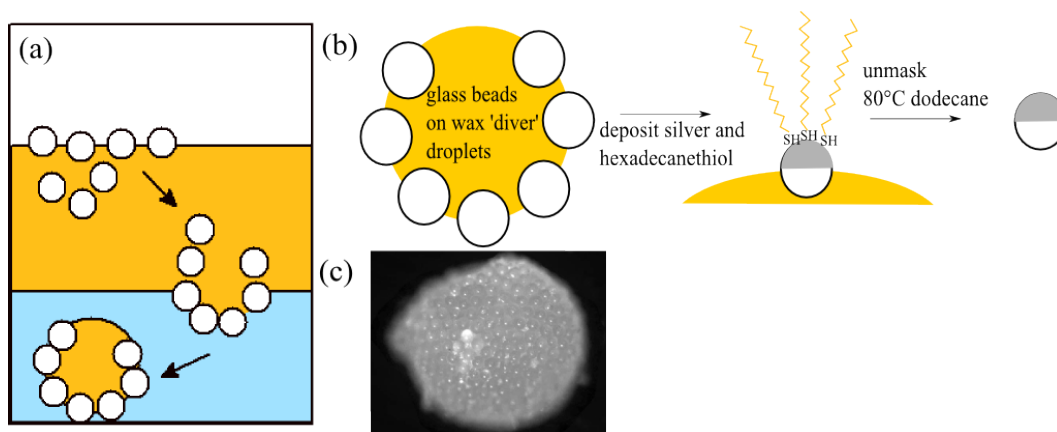 (a)
(b)
glass beads
on wax 'diver'
droplets
deposit silver and
hexadecanethiol
SH SH SH
unmask
80°C dodecane
(c)